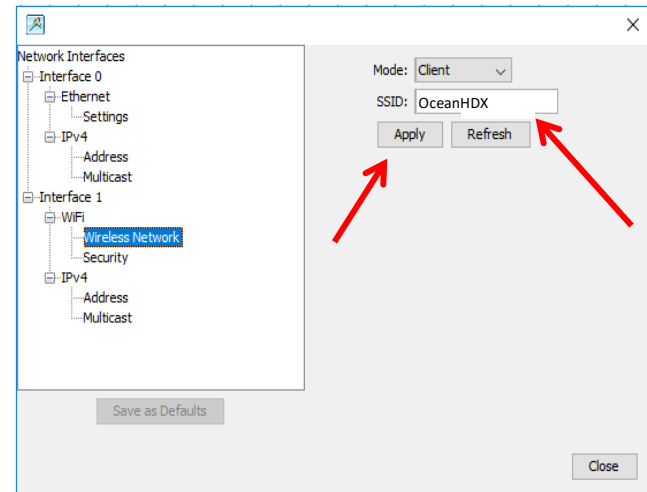 Network Interfaces
Interface 0
Ethernet
Settings
IPv4
Address
Multicast
Interface 1
WiFi
Wireless Network
Security
IPv4
Address
Multicast
Save as Defaults
Mode: Client
SSID: OceanHDX
Apply Refresh
Close